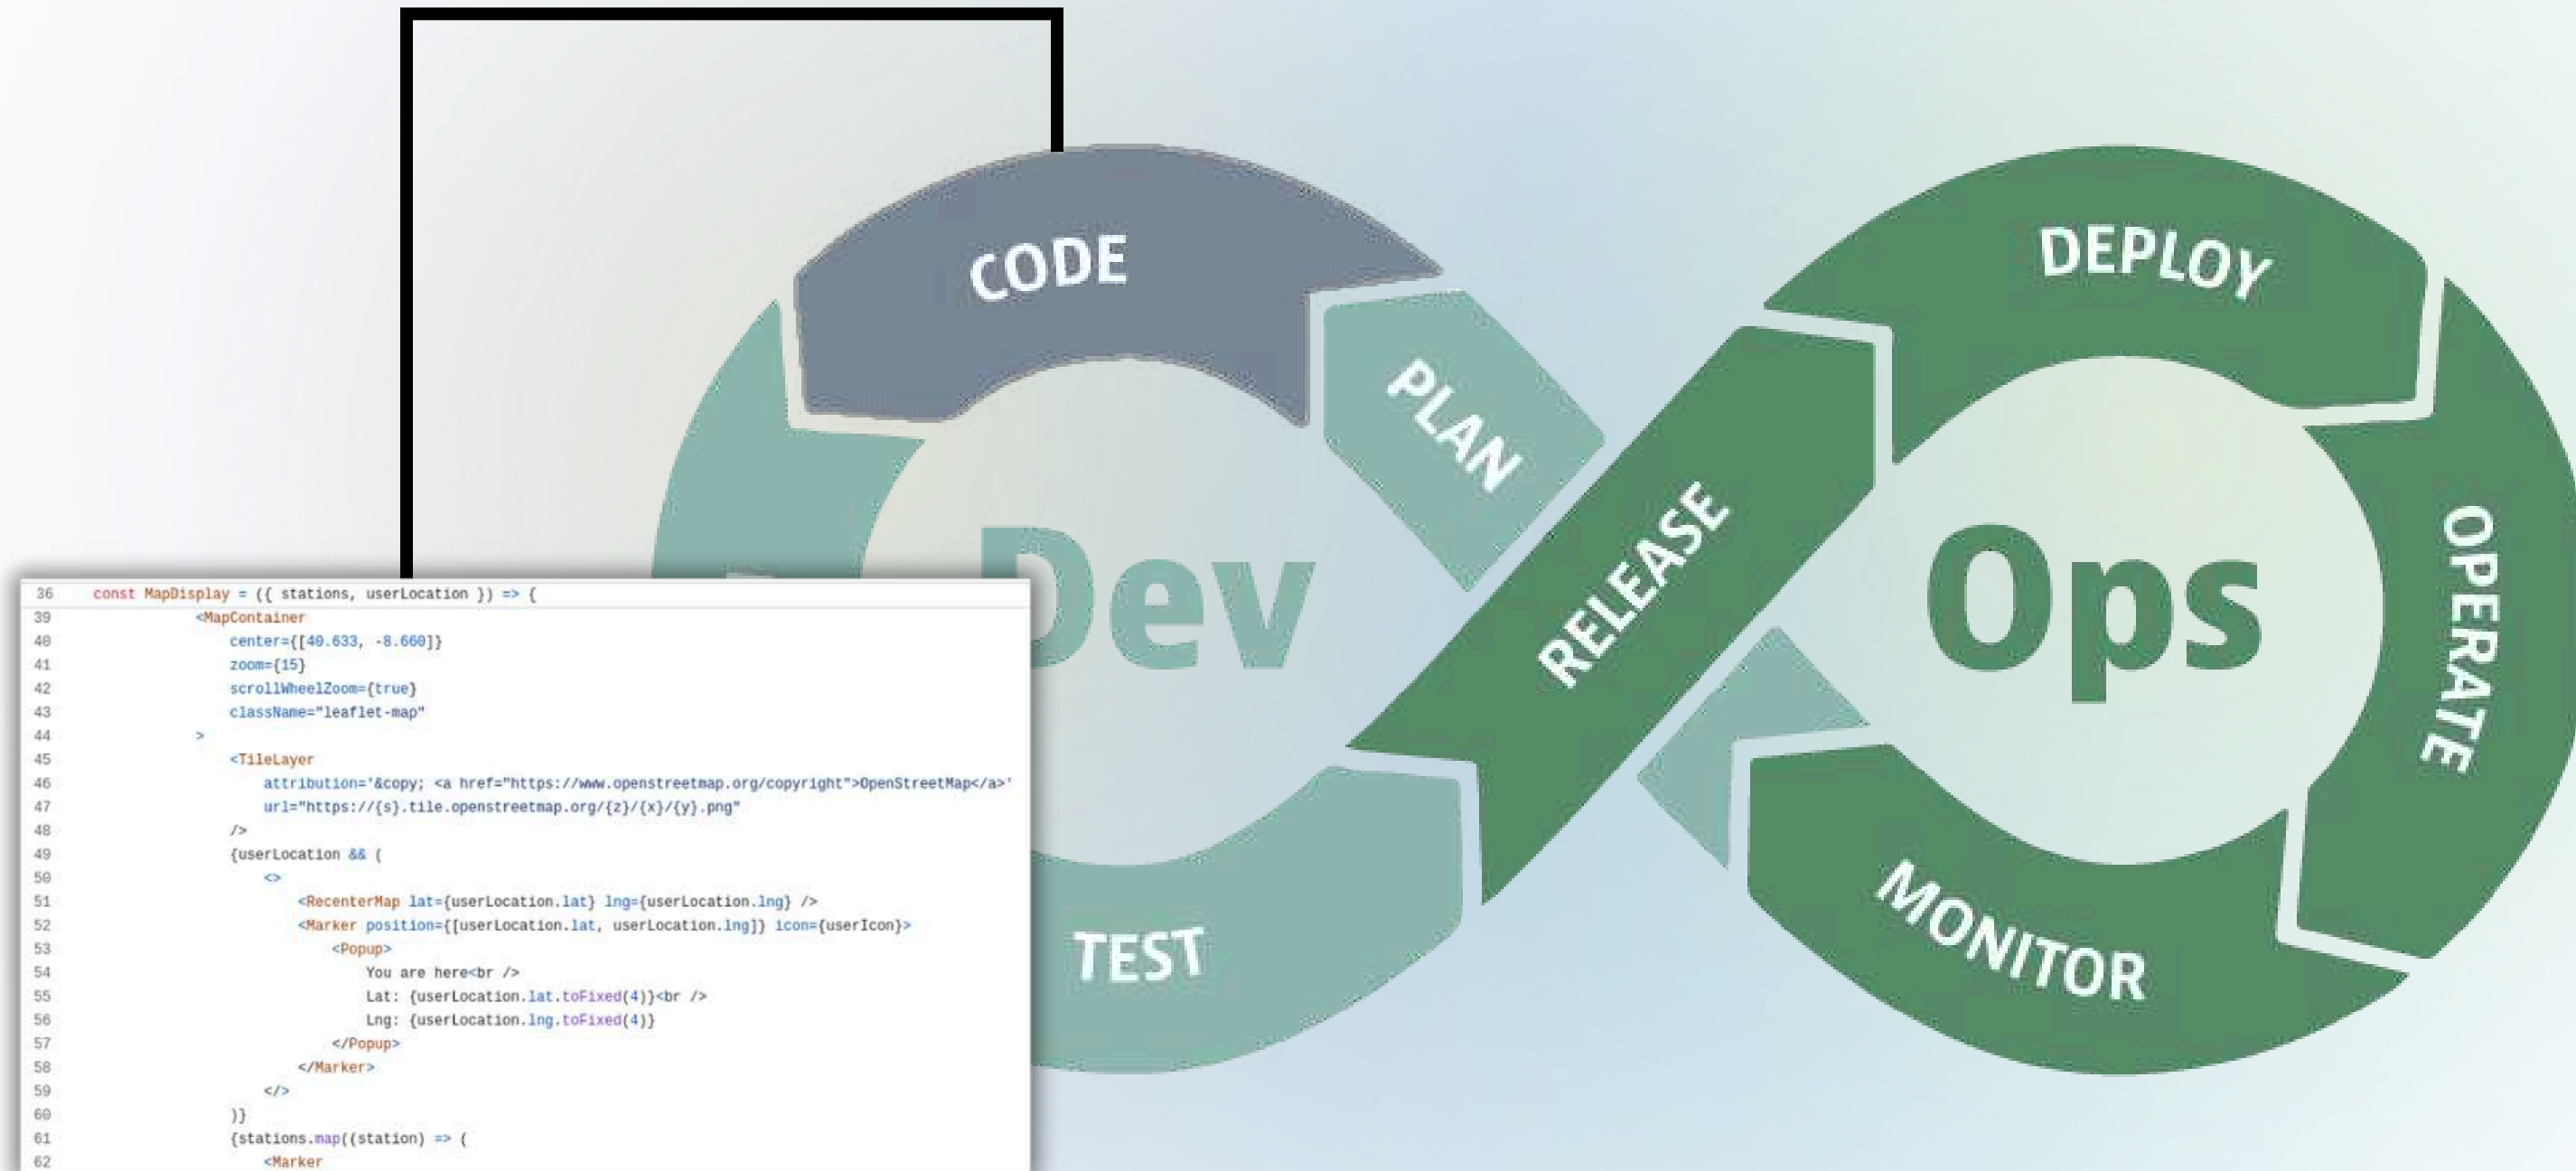 CODE
PLAN
Dev
RELEASE
TEST
DEPLOY
OPERATE
Ops
MONITOR
36 const MapDisplay = ({ stations, userLocation }) => {
39 <MapContainer
40 center={[40.633, -8.660]}
41 zoom={15}
42 scrollWheelZoom={true}
43 className="leaflet-map"
44 >
45 <TileLayer
46 attribution='&copy; <a href="https://www.openstreetmap.org/copyright">OpenStreetMap</a>'
47 url="https://{s}.tile.openstreetmap.org/{z}/{x}/{y}.png"
48 />
49 {userLocation && (
50 <>
51 <RecenterMap lat={userLocation.lat} lng={userLocation.lng} />
52 <Marker position={[userLocation.lat, userLocation.lng]} icon={userIcon}>
53 <Popup>
54 You are here<br />
55 Lat: {userLocation.lat.toFixed(4)}<br />
56 Lng: {userLocation.lng.toFixed(4)}
57 </Popup>
58 </Marker>
59 </>
60 )}
61 {stations.map((station) => (
62 <Marker